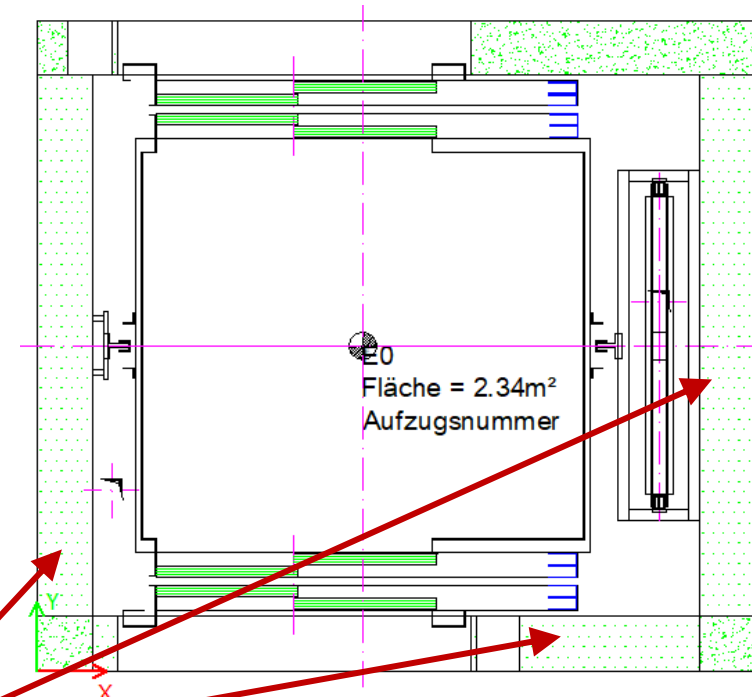 E0
Fläche = 2.34m²
Aufzugsnummer
Y
X